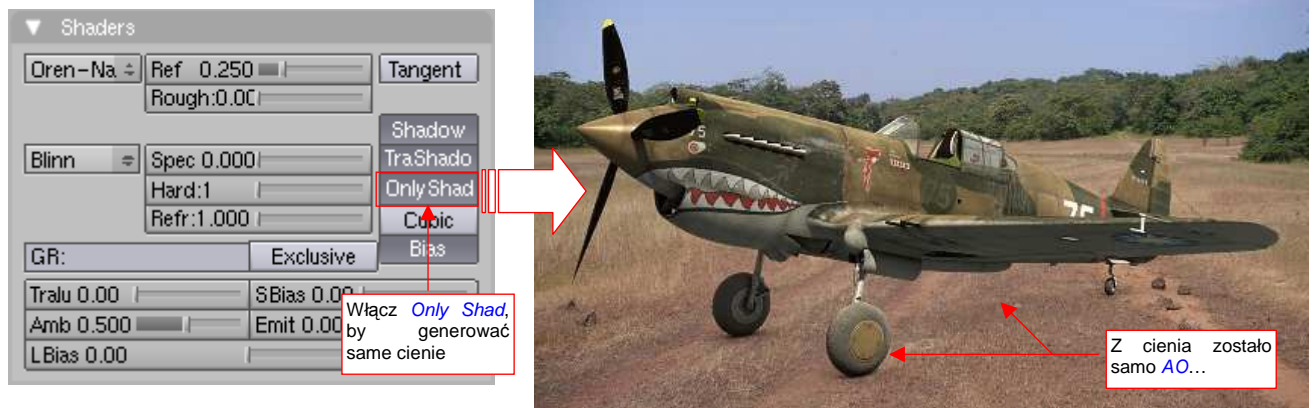 Shaders
Oren-Na
Ref 0.250
Tangent
Rough:0.00
Shadow
Blinn
Spec 0.000
TraShado
Hard:1
OnlyShad
Refr:1.000
Cubic
GR:
Exclusive
Bias
Tralu 0.00
SBias 0.00
Amb 0.500
Emit 0.00
LBias 0.00
Włącz Only Shad,
by generować
same cienie
75
Z cienia zostało
samo AO...